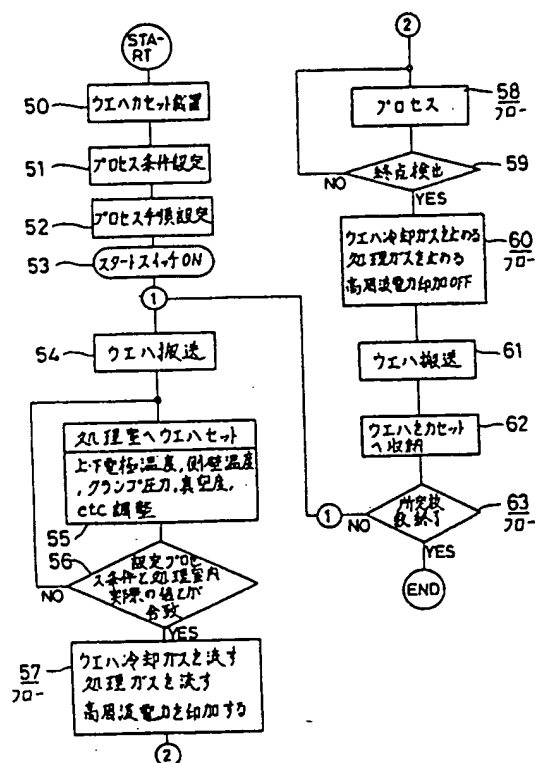 STA-
RT
50
ウエハカセット載置
51
プロセス条件設定
52
プロセス手順設定
53
スタートスイッチON
1
54
ウエハ搬送
処理室へウエハセット
上下電極温度,側壁温度
,クランプ圧力,真空度,
etc 調整
55
56
設定プロセ
ス条件と処理室内
実際の値とが
合致
NO
YES
57
フロー
ウエハ冷却ガスを流す
処理ガスを流す
高周波電力を印加する
2
2
プロセス
58
フロー
終点検出
59
NO
YES
ウエハ冷却ガスを止める
処理ガスを止める
高周波電力印加OFF
60
フロー
ウエハ搬送
61
ウエハをカセット
へ収納
62
所定枚
数終了
63
フロー
1
NO
YES
END